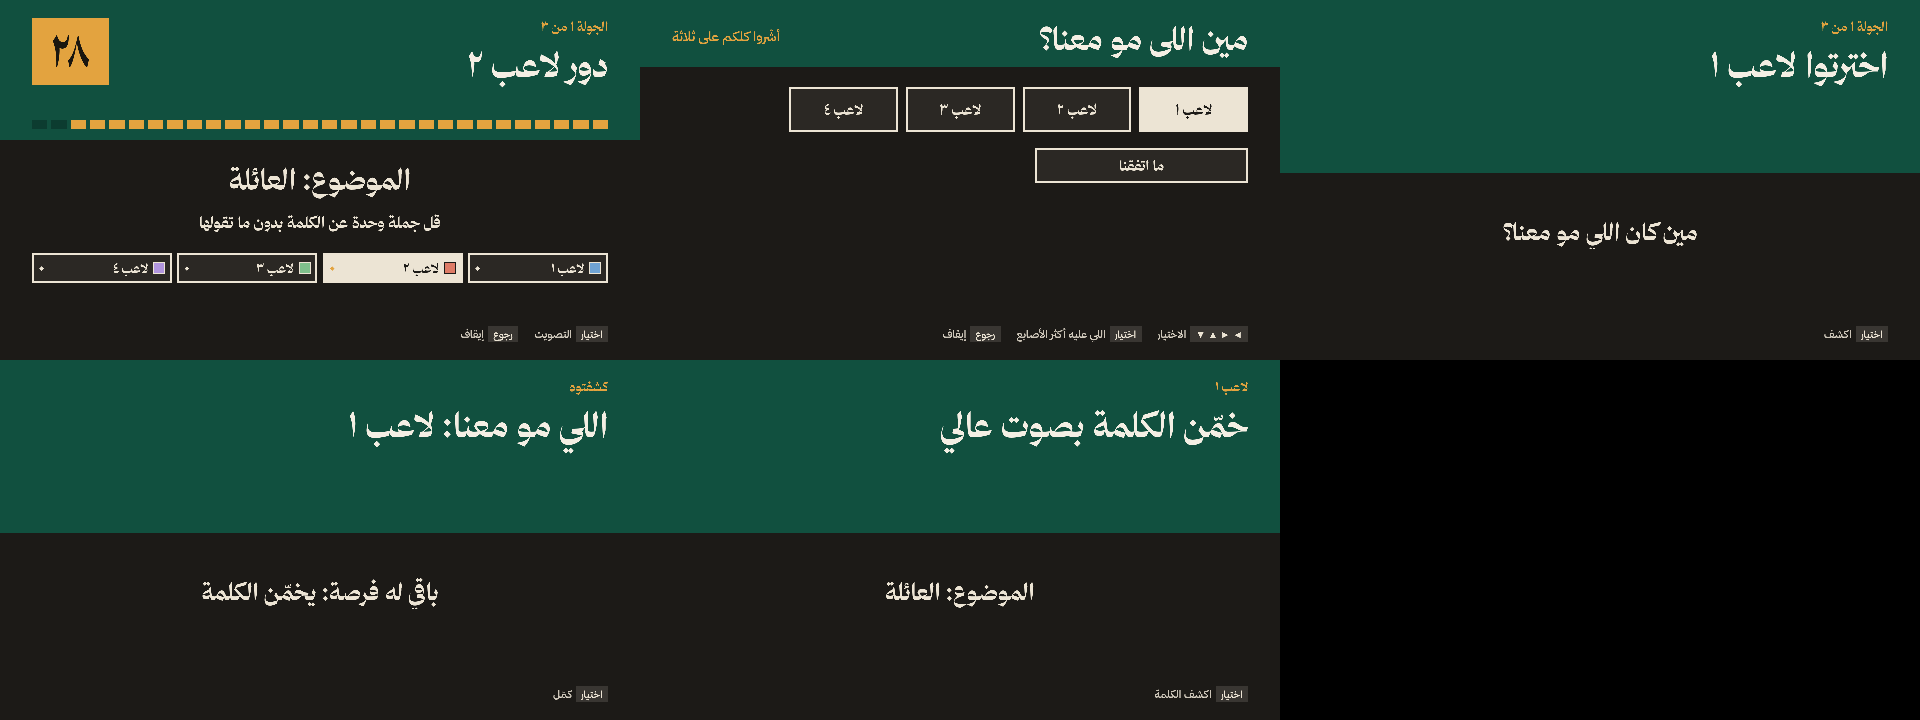 الجولة ١ من ٣
دور لاعب ٢
٢٨
الموضوع: العائلة
قل جملة وحدة عن الكلمة بدون ما تقولها
لاعب ١
لاعب ٢
لاعب ٣
لاعب ٤
اختيار التصويت رجوع إيقاف
مين اللي مو معنا؟
أشّروا كلكم على ثلاثة
لاعب ١
لاعب ٢
لاعب ٣
لاعب ٤
ما اتفقنا
◄ ► ▲ ▼ الاختيار اختيار اللي عليه أكثر الأصابع رجوع إيقاف
الجولة ١ من ٣
اخترتوا لاعب ١
مين كان اللي مو معنا؟
اختيار اكشف
كشفتوه
اللي مو معنا: لاعب ١
باقي له فرصة: يخمّن الكلمة
اختيار كمّل
لاعب ١
خمّن الكلمة بصوت عالي
الموضوع: العائلة
اختيار اكشف الكلمة